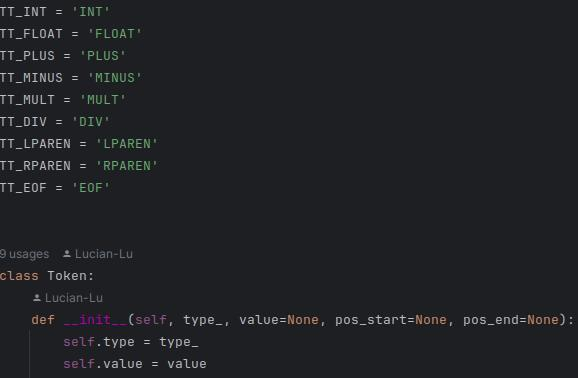 TT_INT = 'INT'
TT_FLOAT = 'FLOAT'
TT_PLUS = 'PLUS'
TT_MINUS = 'MINUS'
TT_MULT = 'MULT'
TT_DIV = 'DIV'
TT_LPAREN = 'LPAREN'
TT_RPAREN = 'RPAREN'
TT_EOF = 'EOF'
9 usages Lucian-Lu
class Token:
Lucian-Lu
def __init__(self, type_, value=None, pos_start=None, pos_end=None):
self.type = type_
self.value = value